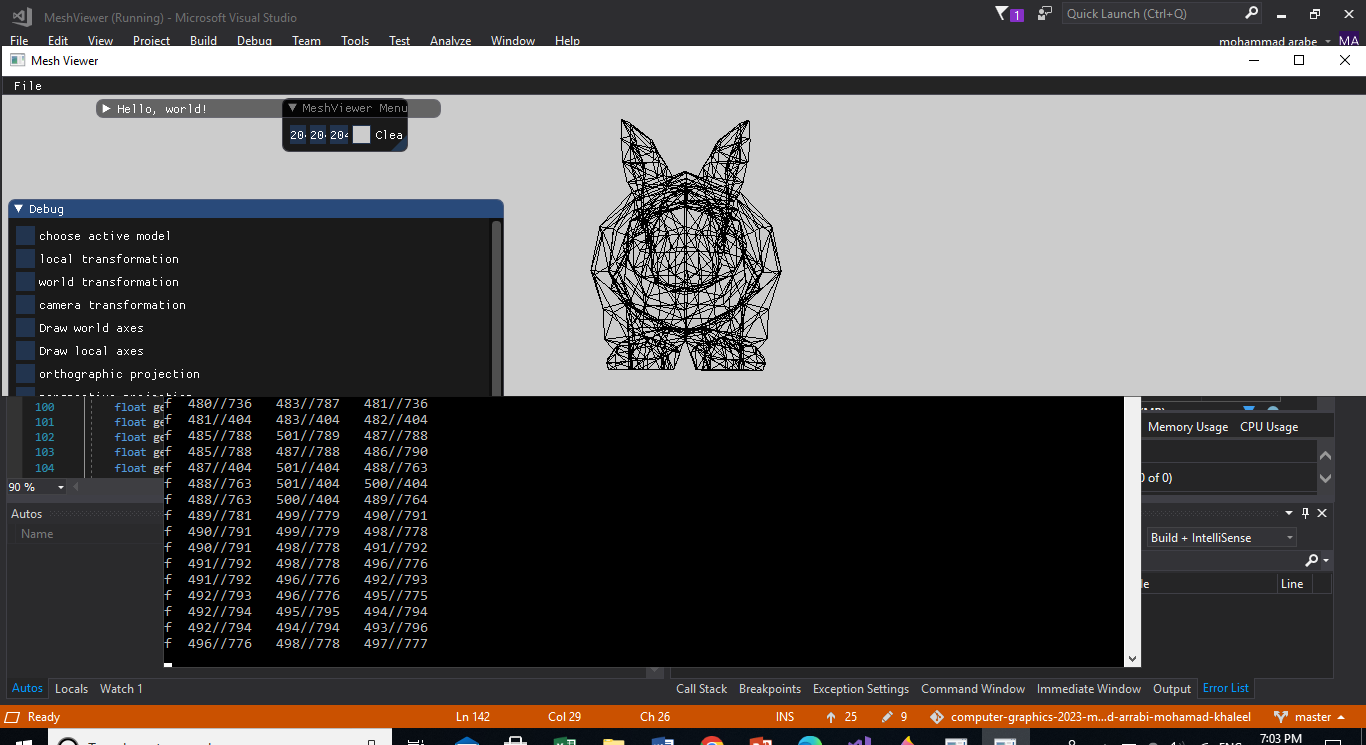 MeshViewer (Running) - Microsoft Visual Studio
1
Quick Launch (Ctrl+Q)
File Edit View Project Build Debug Team Tools Test Analyze Window Help
mohammad arabe MA
Mesh Viewer
File
Hello, world!
MeshViewer Menu
Clea
Debug
choose active model
local transformation
world transformation
camera transformation
Draw world axes
Draw local axes
orthographic projection
perspective projection
100 float ge
101 float ge
102 float ge
103 float ge
104 float ge
f 480//736 483//787 481//736
f 481//404 483//404 482//404
f 485//788 501//789 487//788
f 485//788 487//788 486//790
f 487//404 501//404 488//763
f 488//763 501//404 500//404
f 488//763 500//404 489//764
f 489//781 499//779 490//791
f 490//791 499//779 498//778
f 490//791 498//778 491//792
f 491//792 498//778 496//776
f 491//792 496//776 492//793
f 492//793 496//776 495//775
f 492//794 495//795 494//794
f 492//794 494//794 493//796
f 496//776 498//778 497//777
90 %
Autos
Name
Memory Usage CPU Usage
0 of 0)
Build + IntelliSense
Line
Autos Locals Watch 1
Call Stack Breakpoints Exception Settings Command Window Immediate Window Output Error List
Ready Ln 142 Col 29 Ch 26 INS 25 9 computer-graphics-2023-m...d-arrabi-mohamad-khaleel master
7:03 PM
ENG